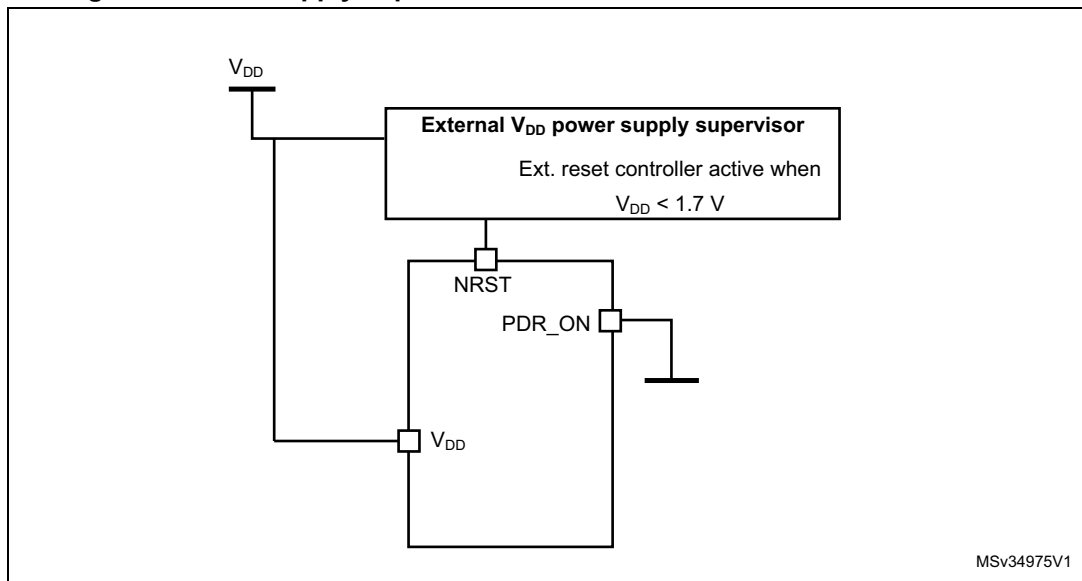 VDD
External VDD power supply supervisor
Ext. reset controller active when
VDD < 1.7 V
NRST
PDR_ON
VDD
MSv34975V1